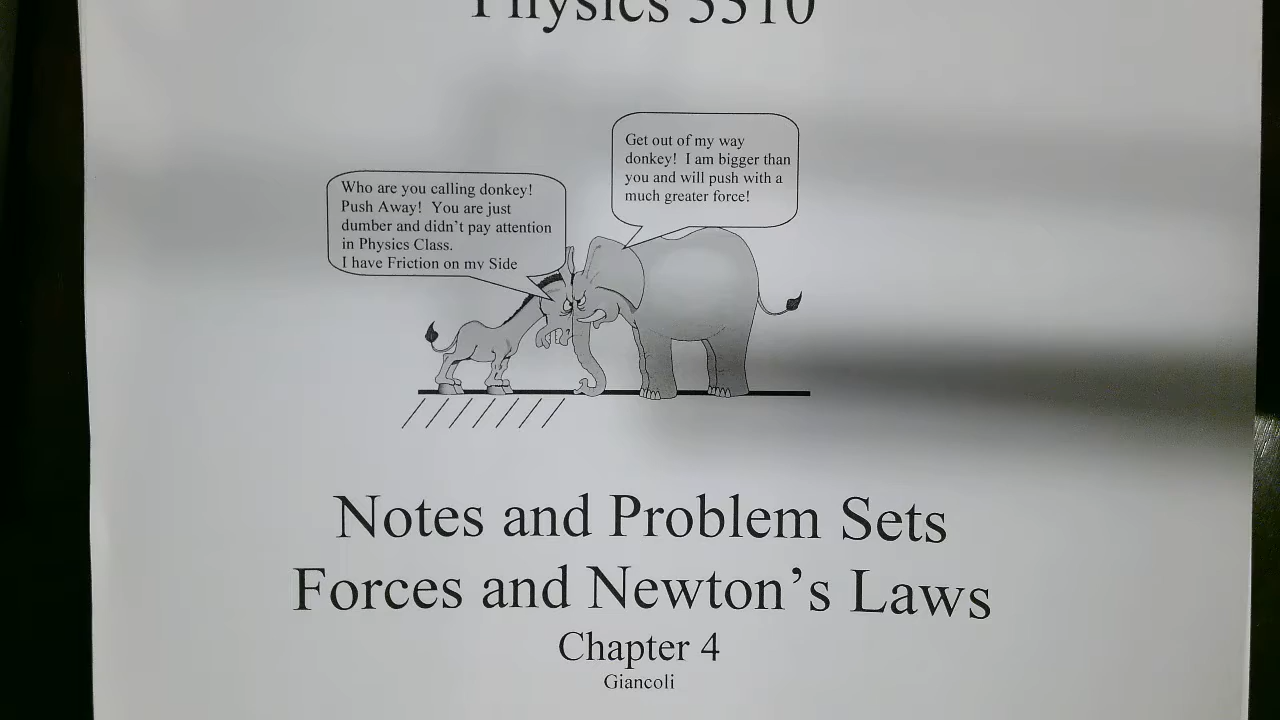 Physics 3310
Get out of my way
donkey! I am bigger than
you and will push with a
much greater force!
Who are you calling donkey!
Push Away! You are just
dumber and didn't pay attention
in Physics Class.
I have Friction on my Side
Notes and Problem Sets
Forces and Newton's Laws
Chapter 4
Giancoli